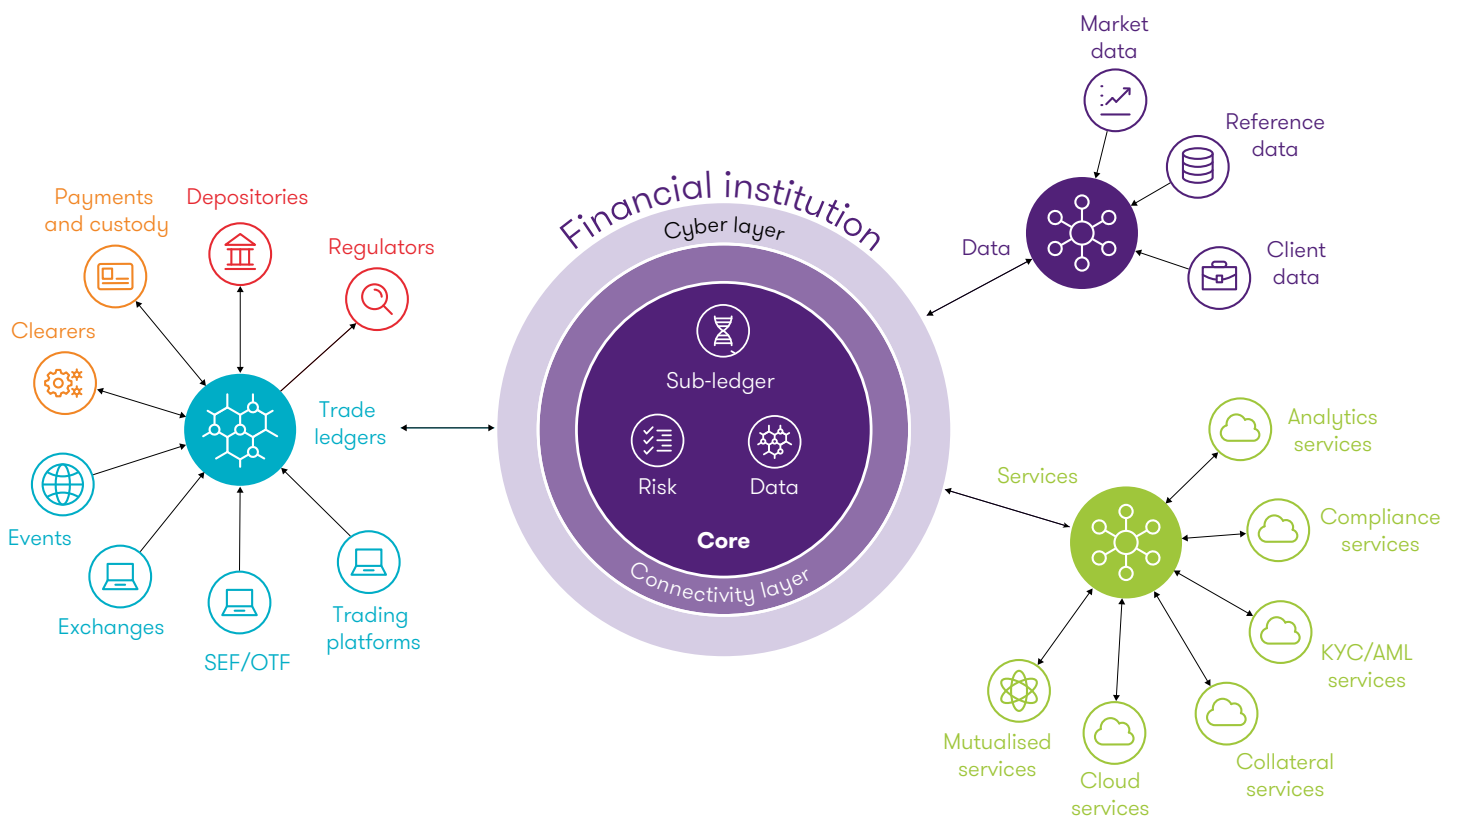 Payments
and custody
Depositories
Regulators
Clearers
Trade
ledgers
Events
Exchanges
SEF/OTF
Trading
platforms
Financial institution
Cyber layer
Sub-ledger
Risk
Data
Core
Connectivity layer
Market
data
Reference
data
Data
Client
data
Services
Analytics
services
Compliance
services
KYC/AML
services
Collateral
services
Cloud
services
Mutualised
services